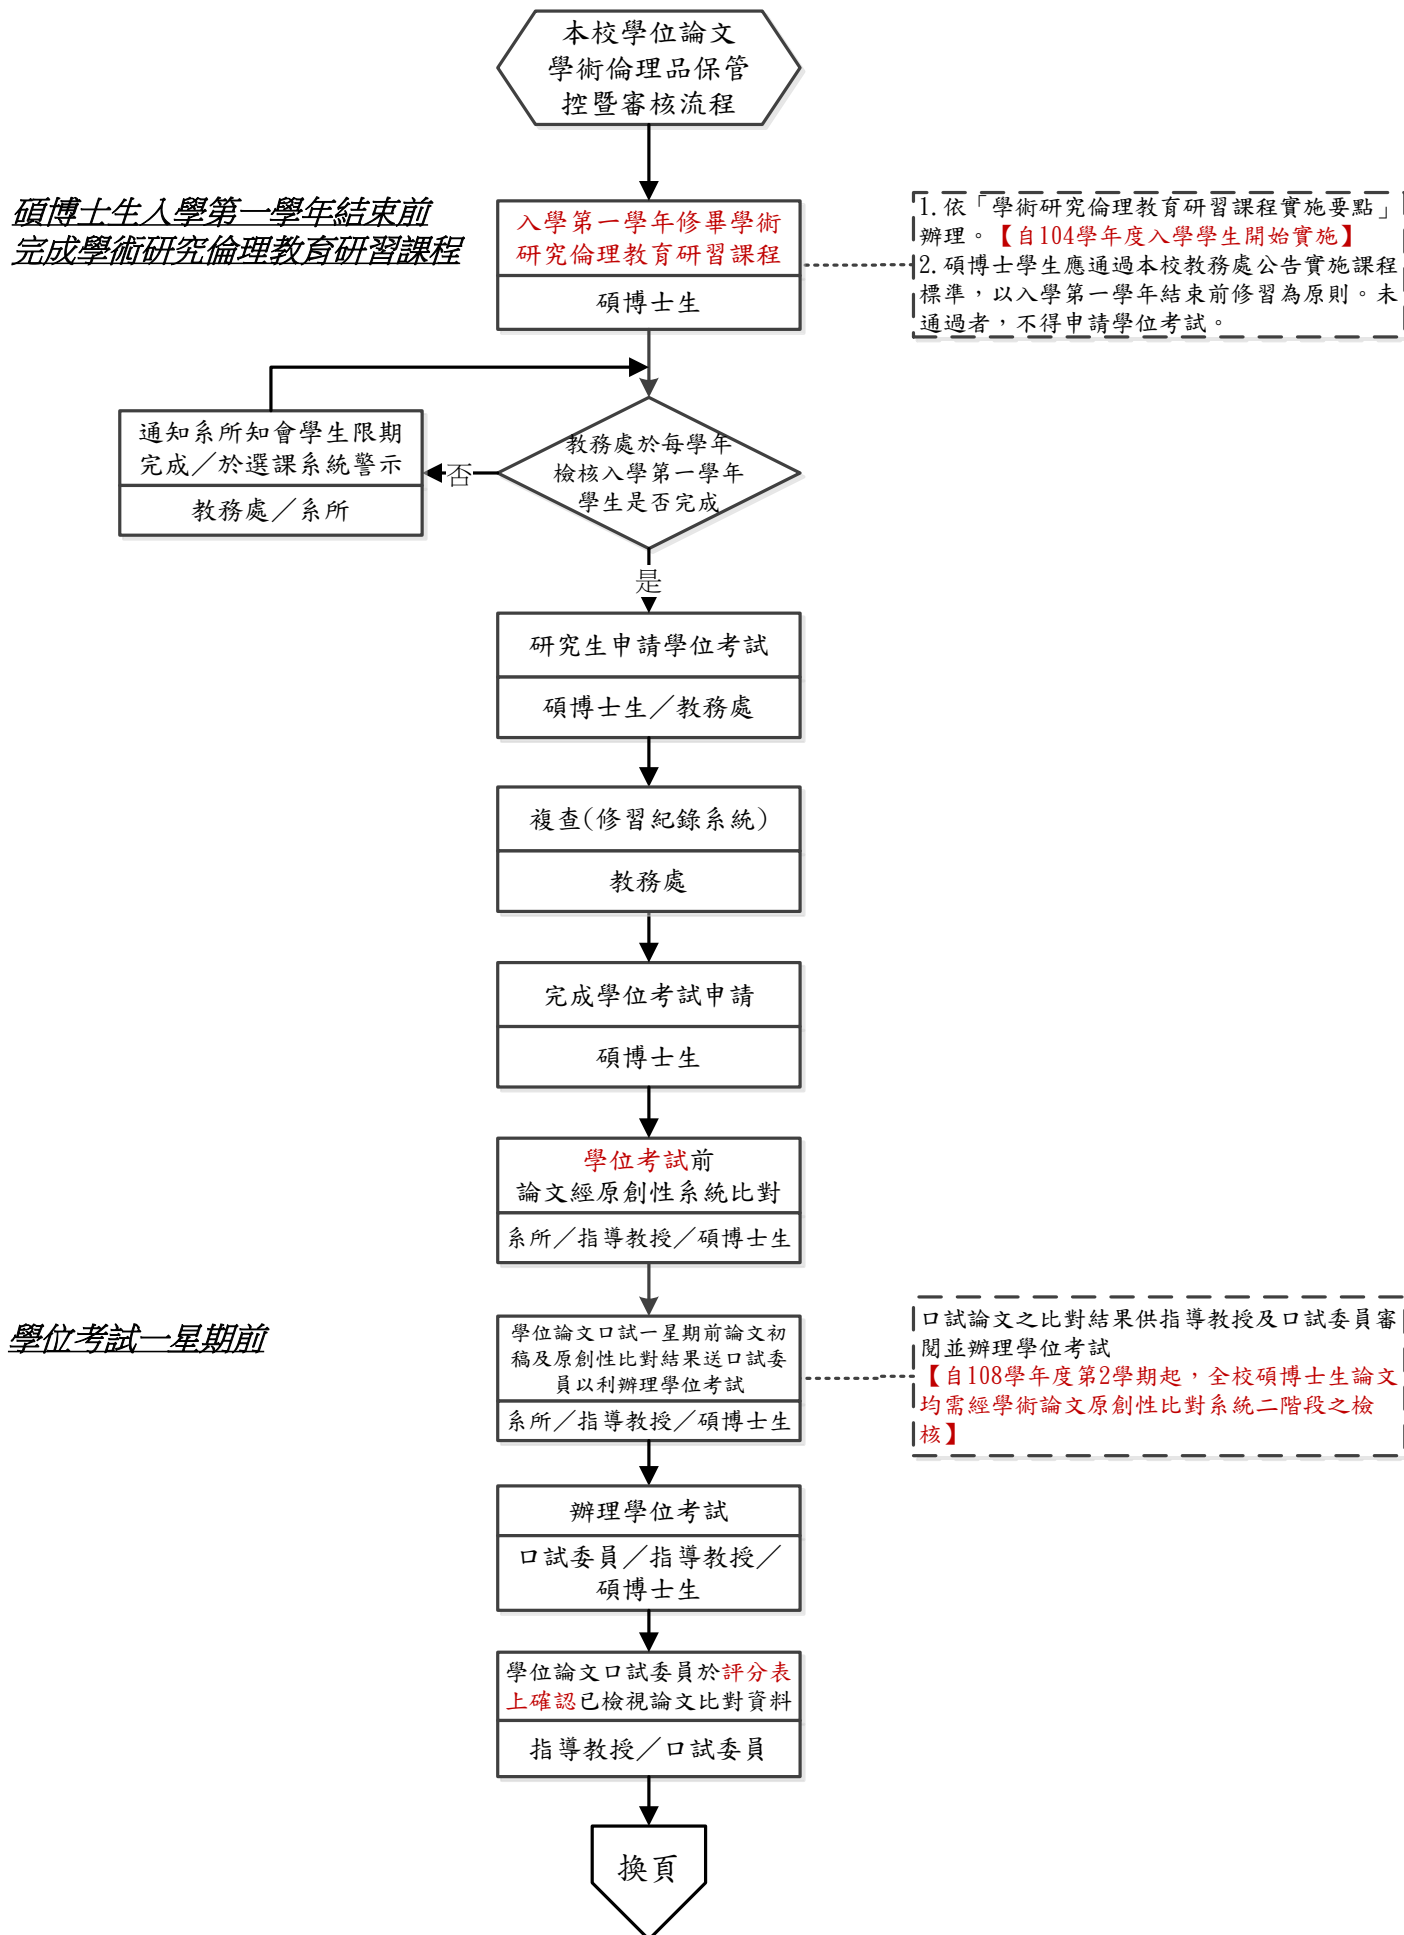 本校學位論文
學術倫理品保管
控暨審核流程
碩博士生入學第一學年結束前
完成學術研究倫理教育研習課程
入學第一學年修畢學術
研究倫理教育研習課程
碩博士生
1.依「學術研究倫理教育研習課程實施要點」
辦理。【自104學年度入學學生開始實施】
2.碩博士學生應通過本校教務處公告實施課程
標準，以入學第一學年結束前修習為原則。未
通過者，不得申請學位考試。
通知系所知會學生限期
完成／於選課系統警示
教務處／系所
否
教務處於每學年
檢核入學第一學年
學生是否完成
是
研究生申請學位考試
碩博士生／教務處
複查(修習紀錄系統)
教務處
完成學位考試申請
碩博士生
學位考試前
論文經原創性系統比對
系所／指導教授／碩博士生
學位考試一星期前
學位論文口試一星期前論文初
稿及原創性比對結果送口試委
員以利辦理學位考試
系所／指導教授／碩博士生
口試論文之比對結果供指導教授及口試委員審
閱並辦理學位考試
【自108學年度第2學期起，全校碩博士生論文
均需經學術論文原創性比對系統二階段之檢
核】
辦理學位考試
口試委員／指導教授／
碩博士生
學位論文口試委員於評分表
上確認已檢視論文比對資料
指導教授／口試委員
換頁